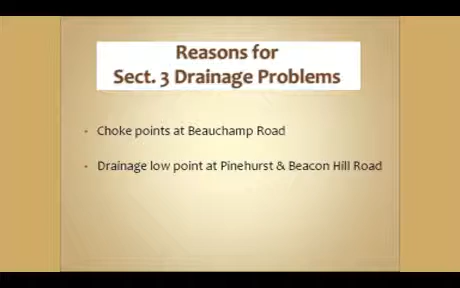 Reasons for
Sect. 3 Drainage Problems
Choke points at Beauchamp Road
Drainage low point at Pinehurst & Beacon Hill Road